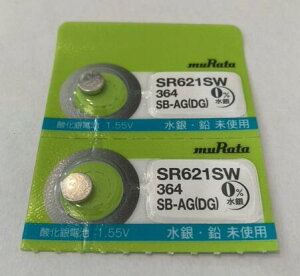 muRata
SR621SW
364
SB-AG(DG)
0%
水銀
酸化銀電池 1.55V
水銀・鉛 未使用
muRata
SR621SW
364
SB-AG(DG)
0%
水銀
酸化銀電池 1.55V
水銀・鉛 未使用